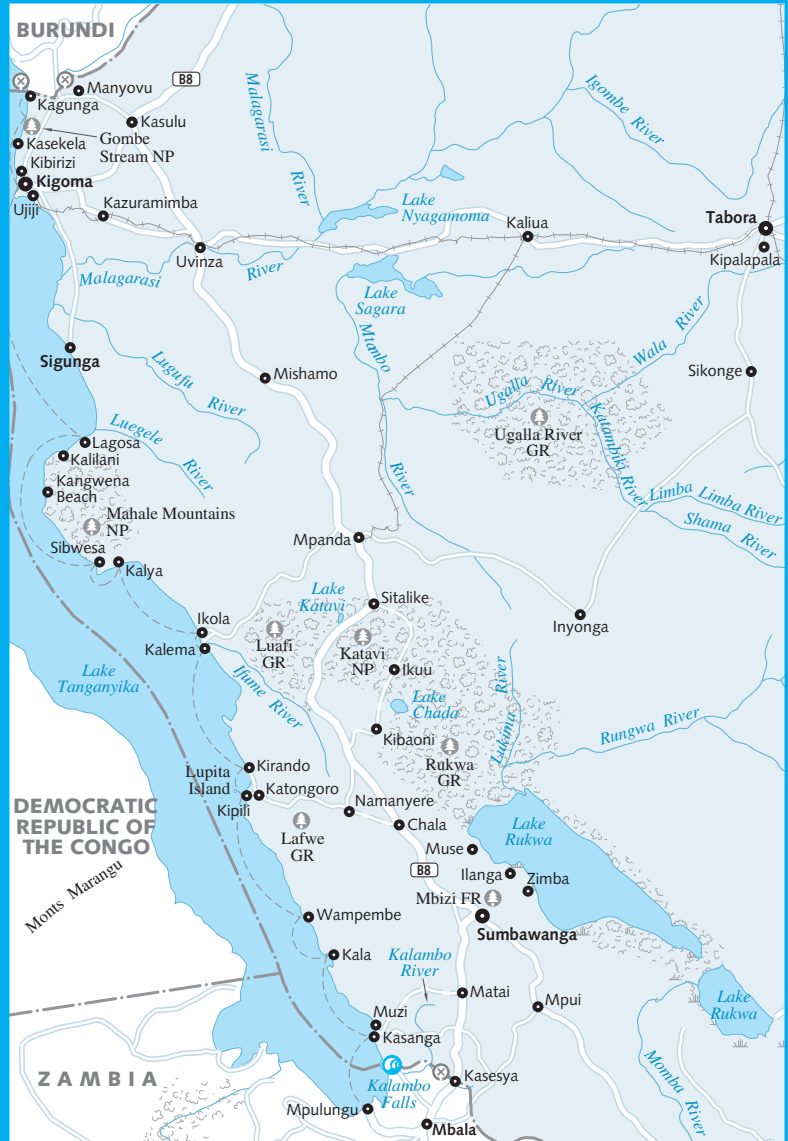 BURUNDI
B8
Manyovu
Kagunga
Kasulu
Gombe
Stream NP
Kasekela
Kibirizi
Kigoma
Ujiji
Kazuramimba
Malagarasi
River
Igombe River
Lake
Nyagamoma
Kaliua
Tabora
Kipalapala
Uvinza
Malagarasi
River
Lake
Sagara
Mtambo
River
Sigunga
Lugufu
River
Mishamo
Wala River
Sikonge
Ugalla River
Ugalla River
GR
Katambiki River
Luegele
River
Lagosa
Kalilani
Kangwena
Beach
Mahale Mountains
NP
Limba Limba River
Shama River
Sibwesa
Kalya
Mpanda
Lake
Katavi
Sitalike
Inyonga
Ikola
Kalema
Luafi
GR
Katavi
NP
Ikuu
Lake
Tanganyika
Ifume River
Lake
Chada
Lukima River
Rungwa River
Kibaoni
Rukwa
GR
Kirando
Lupita
Island
Katongoro
Kipili
Namanyere
DEMOCRATIC
REPUBLIC OF
THE CONGO
Lafwe
GR
Chala
Lake
Rukwa
Muse
Monts Marangu
B8
Ilanga
Zimba
Mbizi FR
Sumbawanga
Wampembe
Kala
Kalambo
River
Matai
Mpui
Lake
Rukwa
Muzi
Kasanga
Momba River
ZAMBIA
Kalambo
Falls
Kasesya
Mpulungu
Mbala